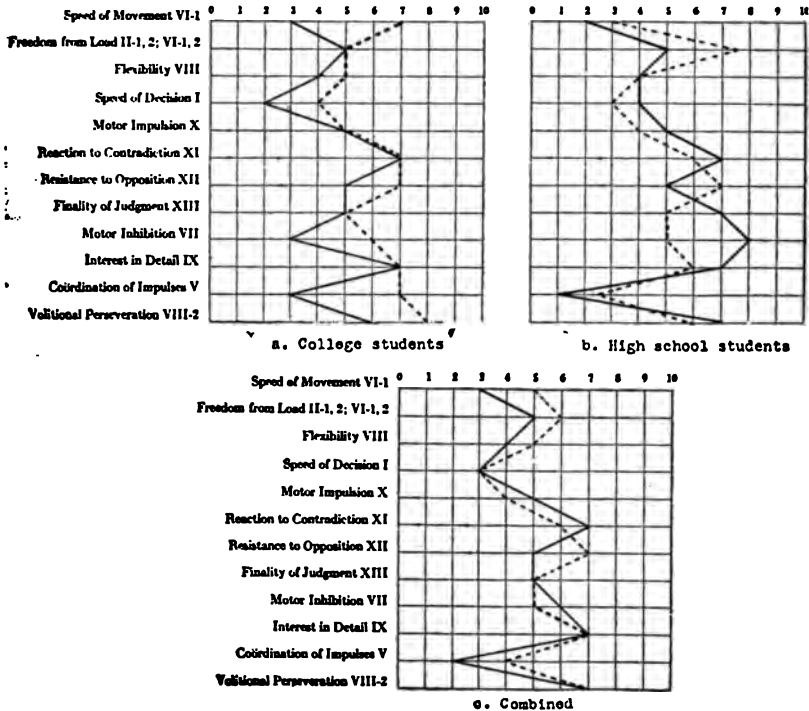 0 1 2 3 4 5 6 7 8 9 10
0 1 2 3 4 5 6 7 8 9 10
Speed of Movement VI-1
Freedom from Load II-1, 2; VI-1, 2
Flexibility VIII
Speed of Decision I
Motor Impulsion X
Reaction to Contradiction XI
Resistance to Opposition XII
Finality of Judgment XIII
Motor Inhibition VII
Interest in Detail IX
Coördination of Impulses V
Volitional Perseveration VIII-2
a. College students
b. High school students
0 1 2 3 4 5 6 7 8 9 10
Speed of Movement VI-1
Freedom from Load II-1, 2; VI-1, 2
Flexibility VIII
Speed of Decision I
Motor Impulsion X
Reaction to Contradiction XI
Resistance to Opposition XII
Finality of Judgment XIII
Motor Inhibition VII
Interest in Detail IX
Coördination of Impulses V
Volitional Perseveration VIII-2
c. Combined